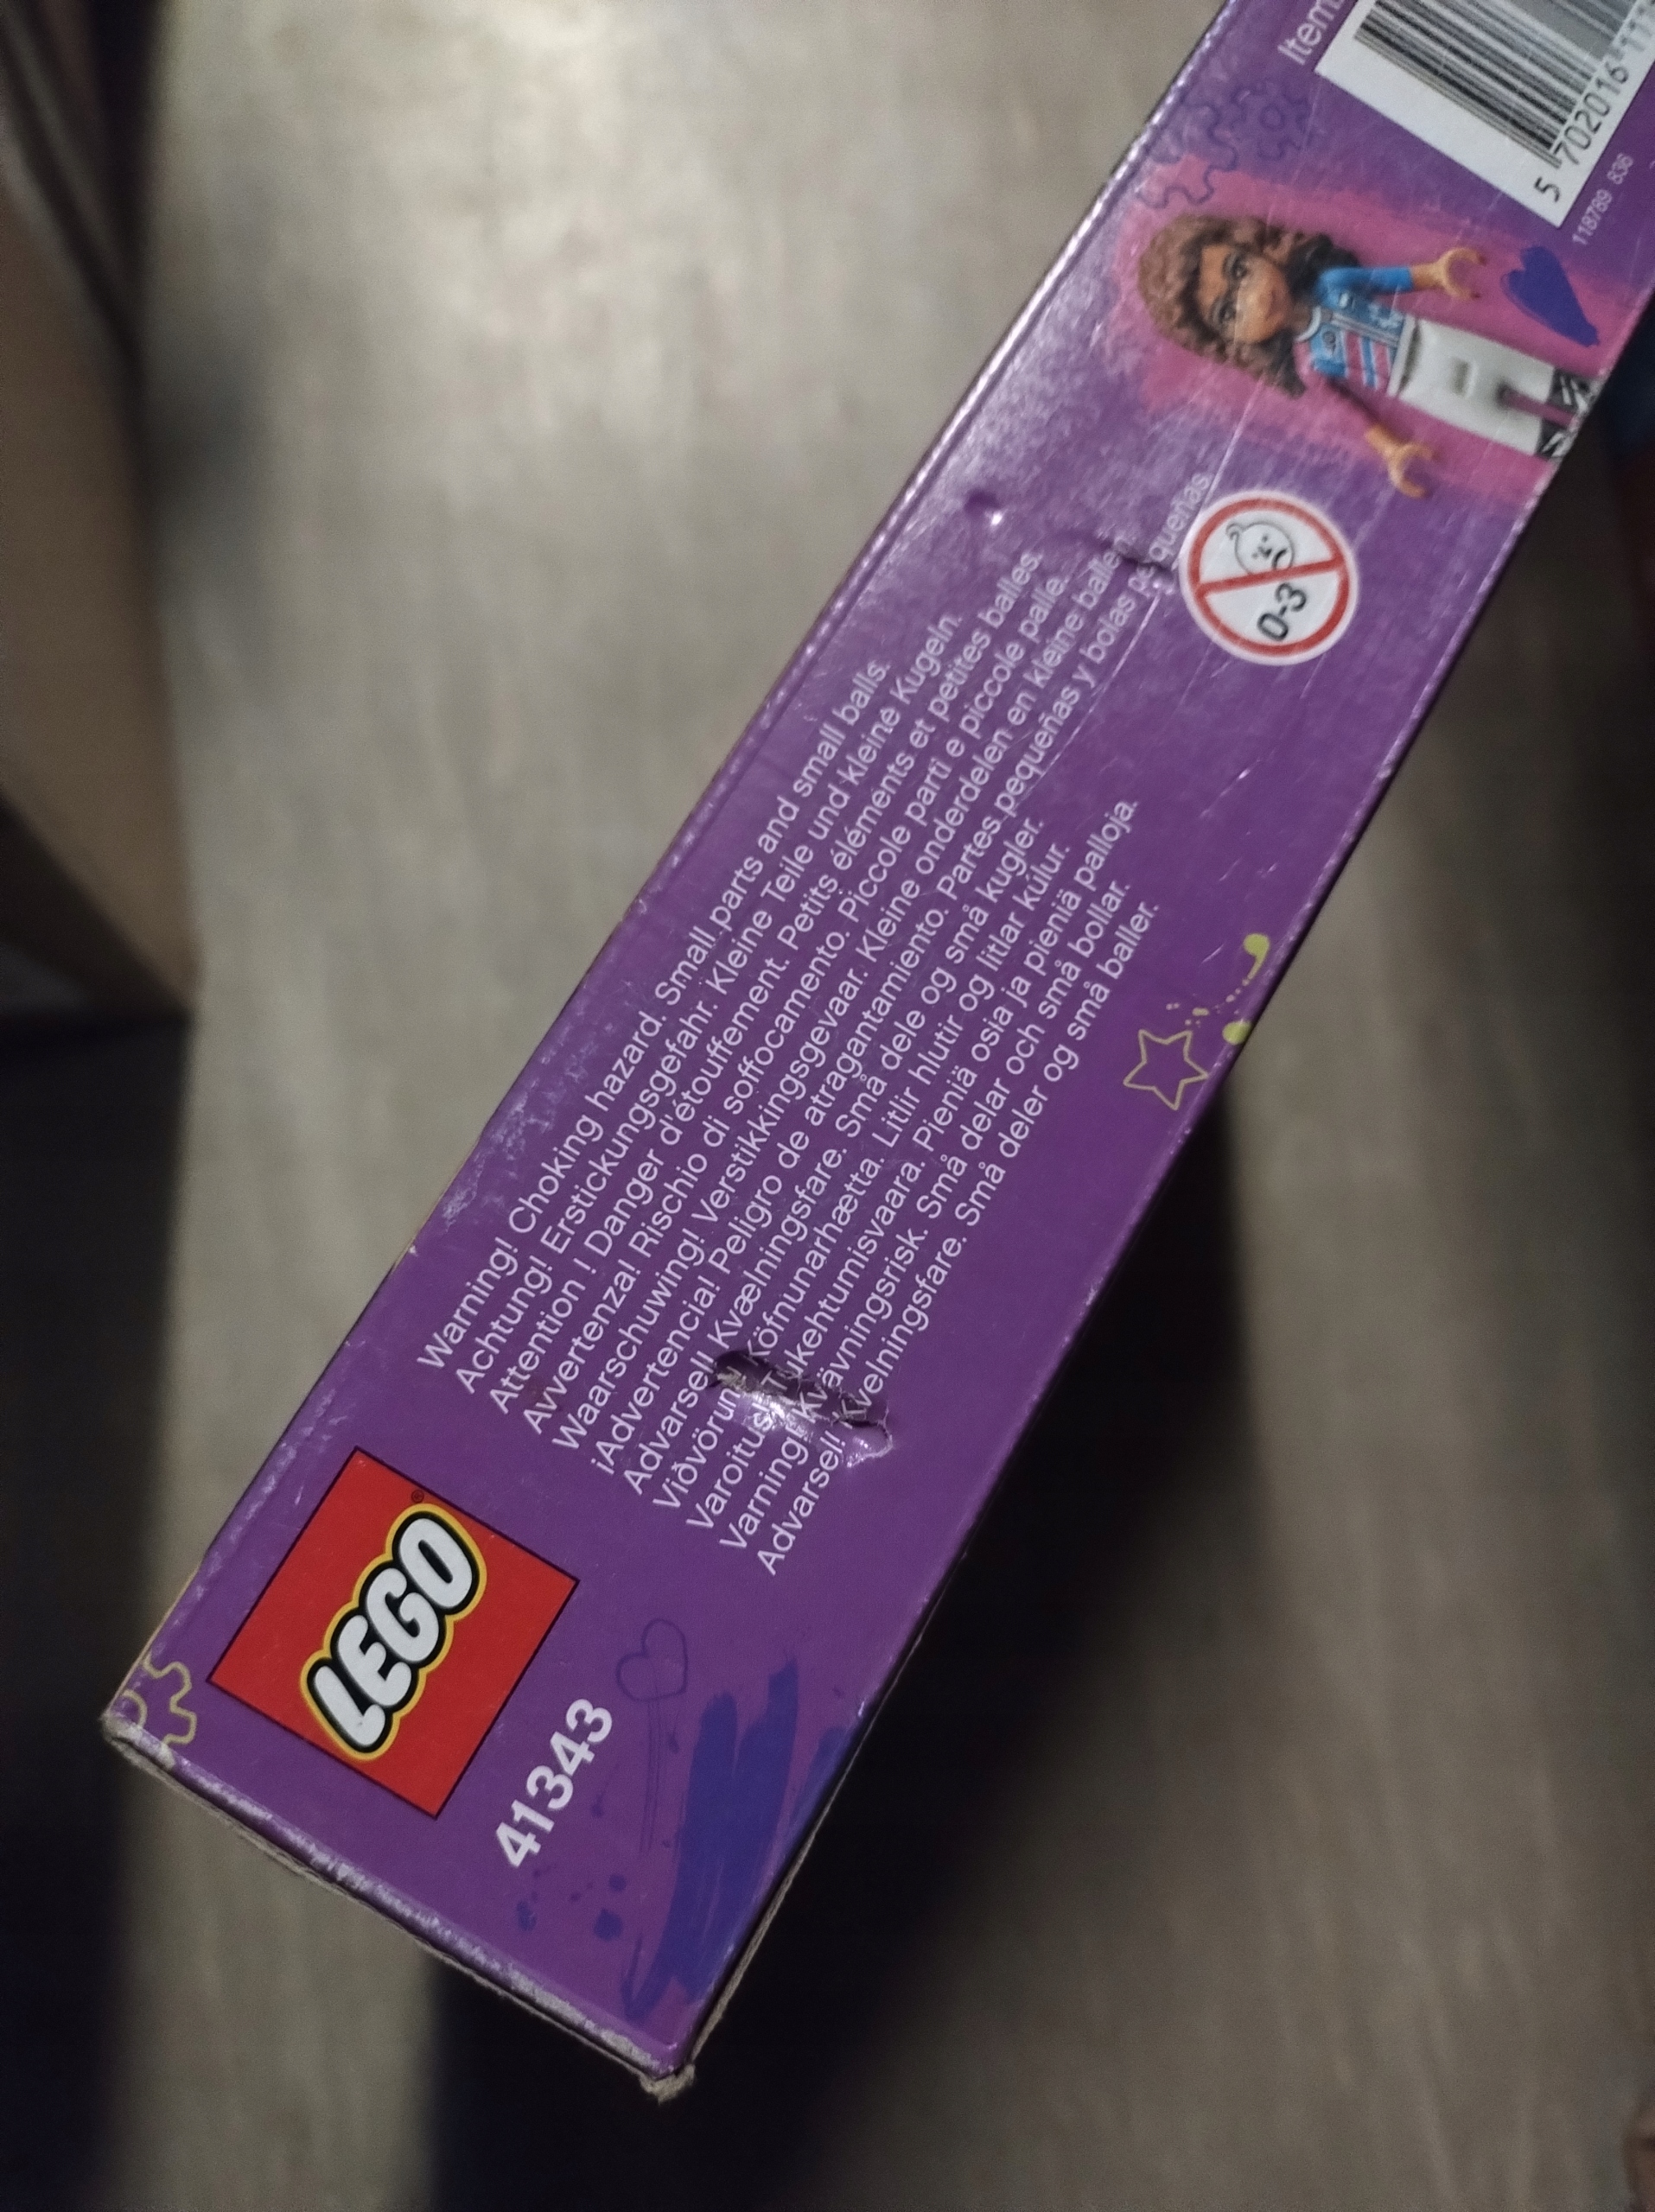 LEGO®
41343
Warning! Choking hazard. Small parts and small balls.
Achtung! Erstickungsgefahr. Kleine Teile und kleine Kugeln.
Attention ! Danger d'étouffement. Petits éléments et petites balles.
Avvertenza! Rischio di soffocamento. Piccole parti e piccole palle.
Waarschuwing! Verstikkingsgevaar. Kleine onderdelen en kleine ballen.
¡Advertencia! Peligro de atragantamiento. Partes pequeñas y bolas pequeñas.
Advarsel! Kvælningsfare. Små dele og små kugler.
Köfnunarhætta. Litlir hlutir og litlar kúlur.
Varoitus! Tukehtumisvaara. Pieniä osia ja pieniä palloja.
Varning! Kvävningsrisk. Små delar och små bollar.
Advarsel! Kvelningsfare. Små deler og små baller.
0-3
5 702016 11
118789 836
Item